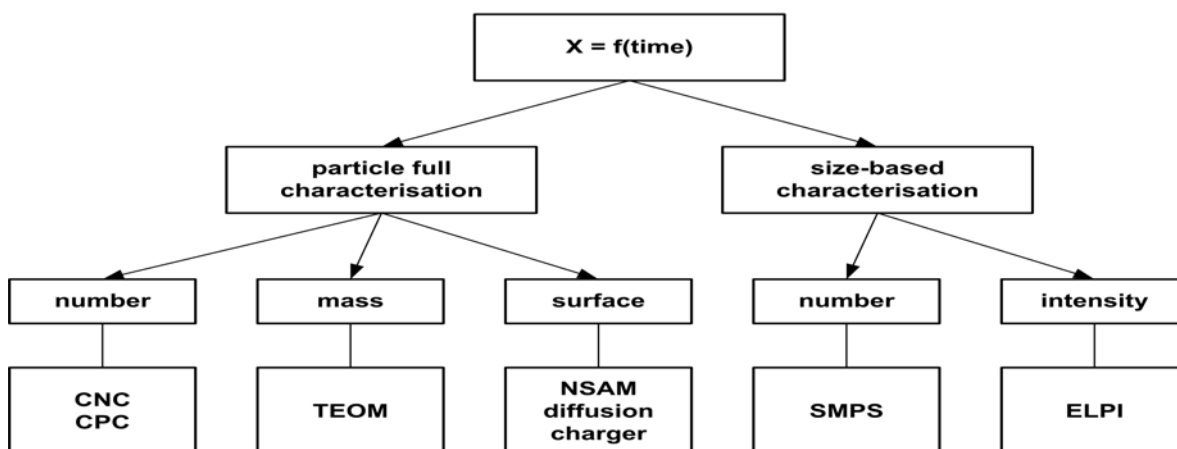 X = f(time)
particle full
characterisation
size-based
characterisation
number
mass
surface
number
intensity
CNC
CPC
TEOM
NSAM
diffusion
charger
SMPS
ELPI